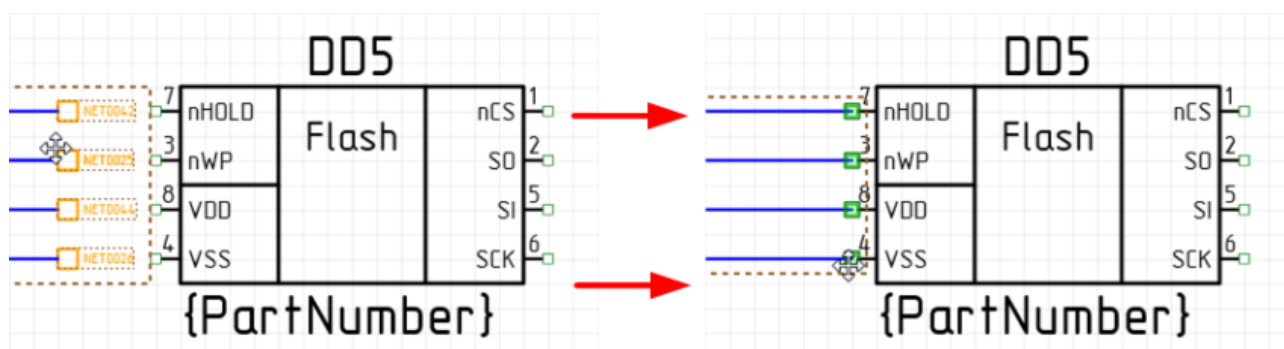 DD5
NET0042 7 nHOLD Flash nCS 1
NET0025 3 nWP SO 2
NET0044 8 VDD SI 5
NET0026 4 VSS SCK 6
{PartNumber}
DD5
7 nHOLD Flash nCS 1
3 nWP SO 2
8 VDD SI 5
4 VSS SCK 6
{PartNumber}